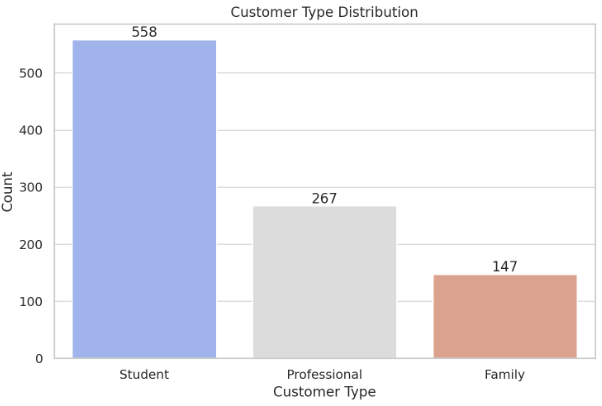 Customer Type Distribution
558
267
147
Count
500
400
300
200
100
0
Student
Professional
Family
Customer Type